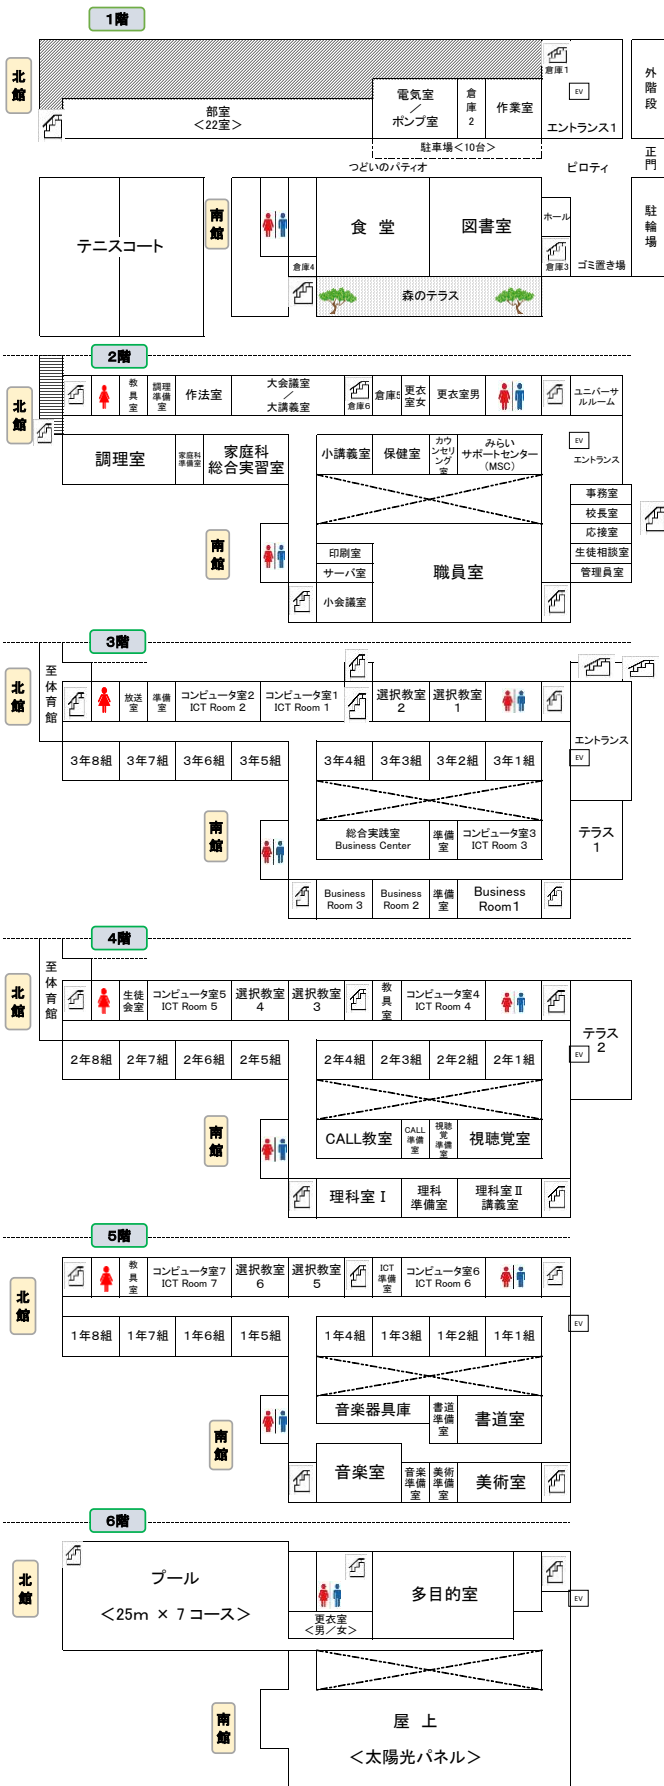 1階
北館
倉庫1
EV
外階段
電気室
／
ポンプ室
倉庫2
作業室
部室
＜22室＞
エントランス1
駐車場＜10台＞
つどいのパティオ
ピロティ
正門
南館
テニスコート
食 堂
図書室
ホール
駐輪場
倉庫4
倉庫3
ゴミ置き場
森のテラス
2階
北館
教具室
調理準備室
作法室
大会議室
／
大講義室
倉庫6
倉庫5
更衣室女
更衣室男
ユニバーサルルーム
調理室
家庭科準備室
家庭科
総合実習室
小講義室
保健室
カウンセリング室
みらい
サポートセンター
(MSC)
EV
エントランス
事務室
校長室
応接室
生徒相談室
管理員室
南館
印刷室
サーバ室
小会議室
職員室
3階
北館
至体育館
放送室
準備室
コンピュータ室2
ICT Room 2
コンピュータ室1
ICT Room 1
選択教室
2
選択教室
1
エントランス
3年8組
3年7組
3年6組
3年5組
3年4組
3年3組
3年2組
3年1組
EV
南館
総合実践室
Business Center
準備室
コンピュータ室3
ICT Room 3
テラス
1
Business
Room 3
Business
Room 2
準備室
Business
Room1
4階
北館
至体育館
生徒会室
コンピュータ室5
ICT Room 5
選択教室
4
選択教室
3
教具室
コンピュータ室4
ICT Room 4
テラス
2
2年8組
2年7組
2年6組
2年5組
2年4組
2年3組
2年2組
2年1組
EV
南館
CALL教室
CALL準備室
視聴覚準備室
視聴覚室
理科室Ⅰ
理科
準備室
理科室Ⅱ
講義室
5階
北館
教具室
コンピュータ室7
ICT Room 7
選択教室
6
選択教室
5
ICT準備室
コンピュータ室6
ICT Room 6
1年8組
1年7組
1年6組
1年5組
1年4組
1年3組
1年2組
1年1組
EV
南館
音楽器具庫
書道準備室
書道室
音楽室
音楽準備室
美術準備室
美術室
6階
北館
プール
＜25m × 7コース＞
更衣室
＜男／女＞
多目的室
EV
南館
屋 上
＜太陽光パネル＞